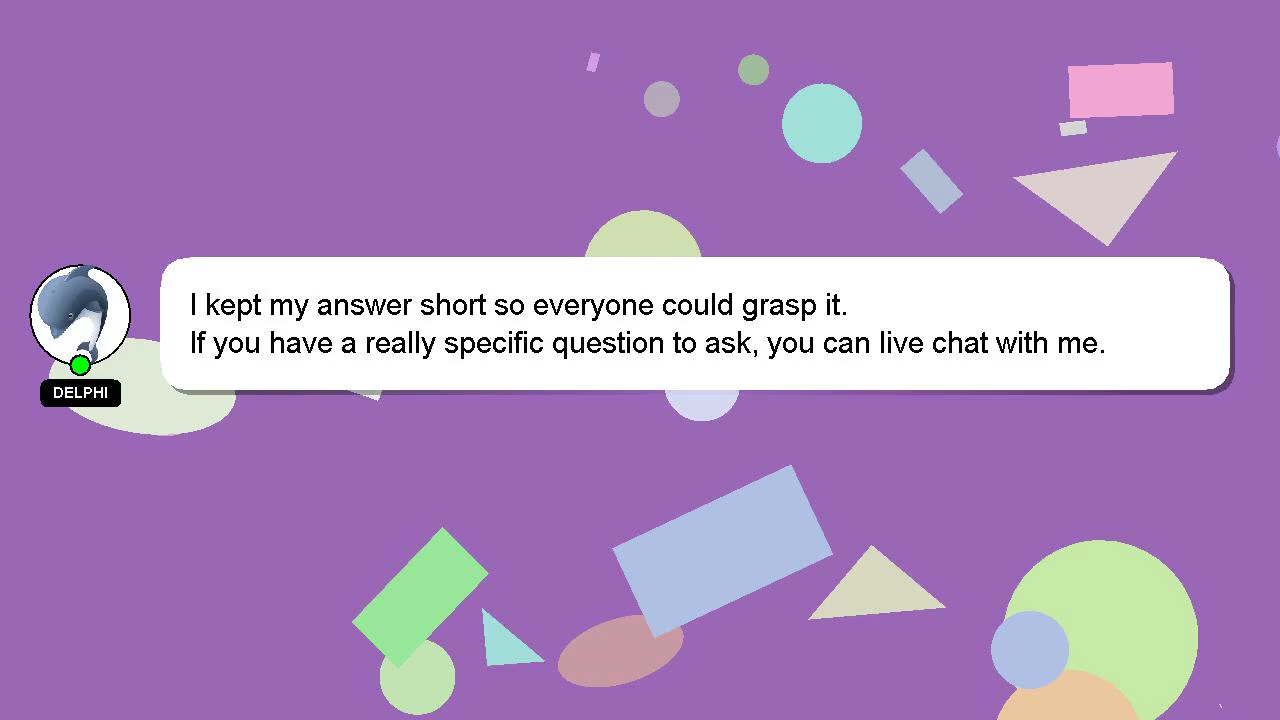 I kept my answer short so everyone could grasp it.
If you have a really specific question to ask, you can live chat with me.
DELPHI